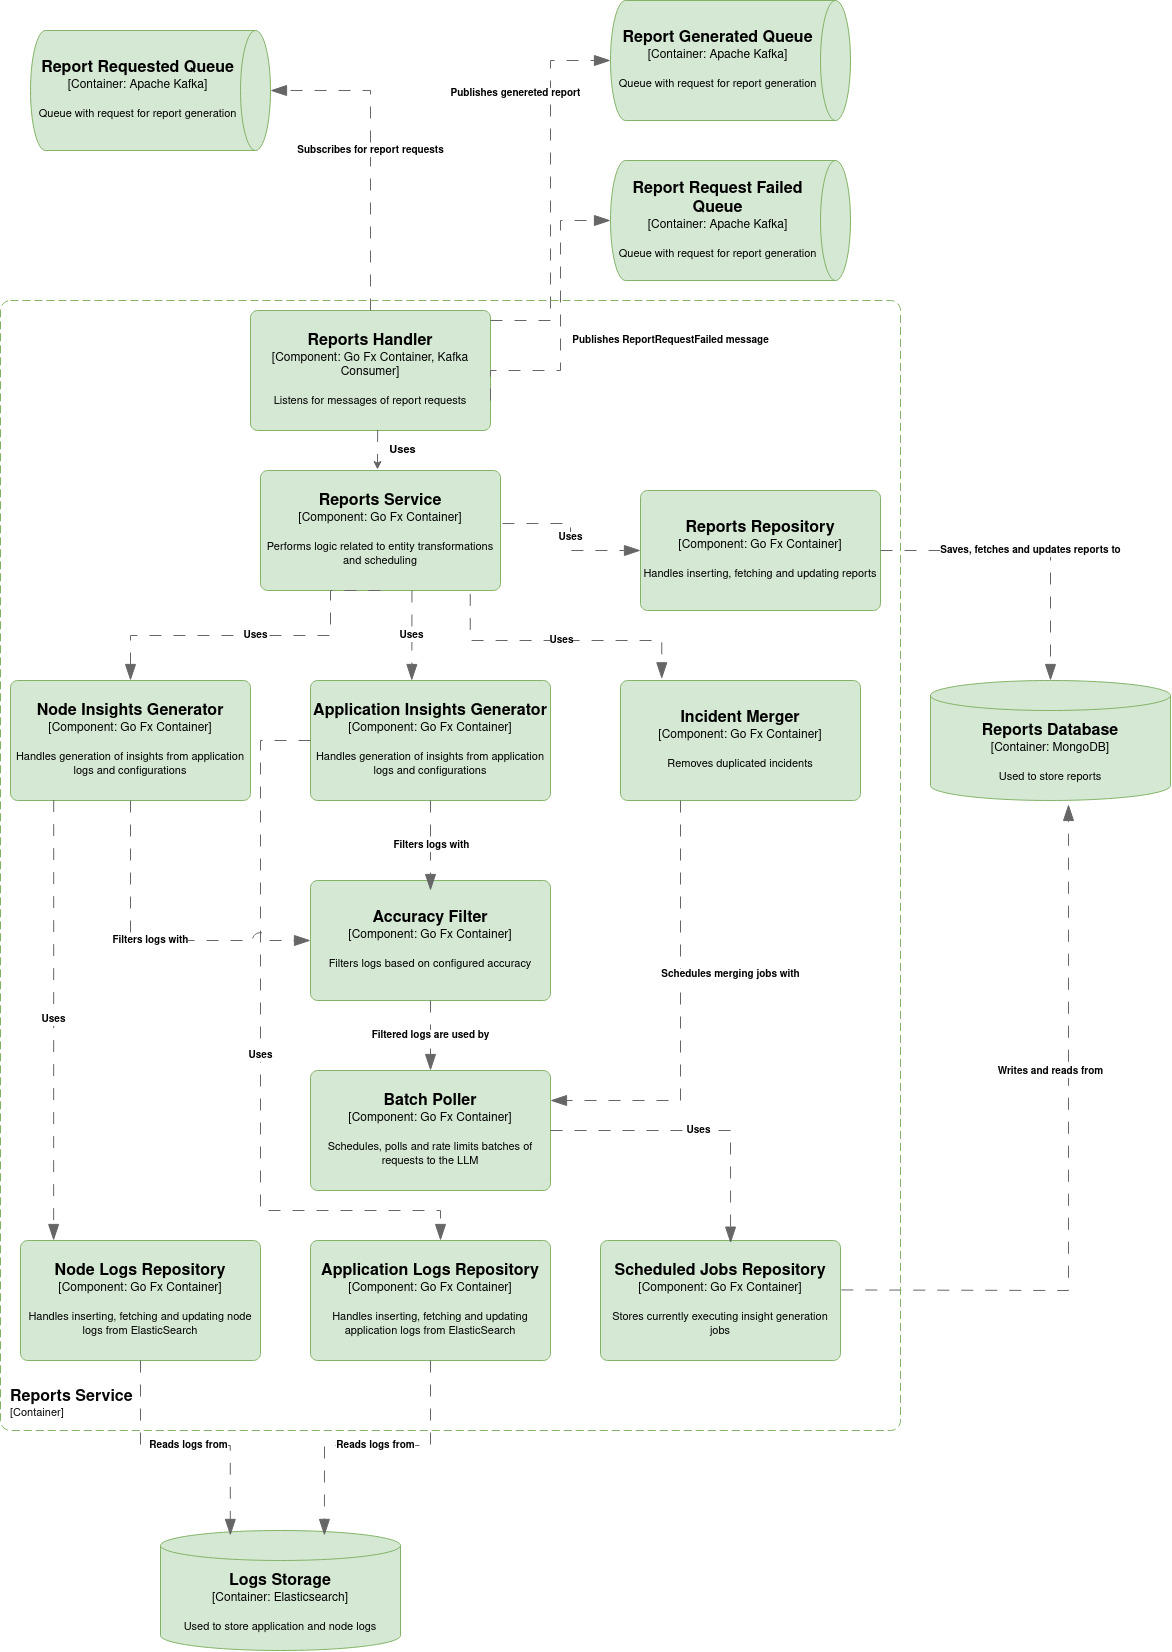 Report Generated Queue
[Container: Apache Kafka]
Queue with request for report generation
Report Requested Queue
[Container: Apache Kafka]
Queue with request for report generation
Publishes genereted report
Subscribes for report requests
Report Request Failed
Queue
[Container: Apache Kafka]
Queue with request for report generation
Reports Handler
[Component: Go Fx Container, Kafka
Consumer]
Listens for messages of report requests
Publishes ReportRequestFailed message
Uses
Reports Service
[Component: Go Fx Container]
Performs logic related to entity transformations
and scheduling
Uses
Reports Repository
[Component: Go Fx Container]
Handles inserting, fetching and updating reports
Saves, fetches and updates reports to
Uses
Uses
Uses
Node Insights Generator
[Component: Go Fx Container]
Handles generation of insights from application
logs and configurations
Application Insights Generator
[Component: Go Fx Container]
Handles generation of insights from application
logs and configurations
Incident Merger
[Component: Go Fx Container]
Removes duplicated incidents
Reports Database
[Container: MongoDB]
Used to store reports
Filters logs with
Accuracy Filter
[Component: Go Fx Container]
Filters logs based on configured accuracy
Filters logs with
Schedules merging jobs with
Uses
Filtered logs are used by
Uses
Writes and reads from
Batch Poller
[Component: Go Fx Container]
Schedules, polls and rate limits batches of
requests to the LLM
Uses
Node Logs Repository
[Component: Go Fx Container]
Handles inserting, fetching and updating node
logs from ElasticSearch
Application Logs Repository
[Component: Go Fx Container]
Handles inserting, fetching and updating
application logs from ElasticSearch
Scheduled Jobs Repository
[Component: Go Fx Container]
Stores currently executing insight generation
jobs
Reports Service
[Container]
Reads logs from
Reads logs from
Logs Storage
[Container: Elasticsearch]
Used to store application and node logs